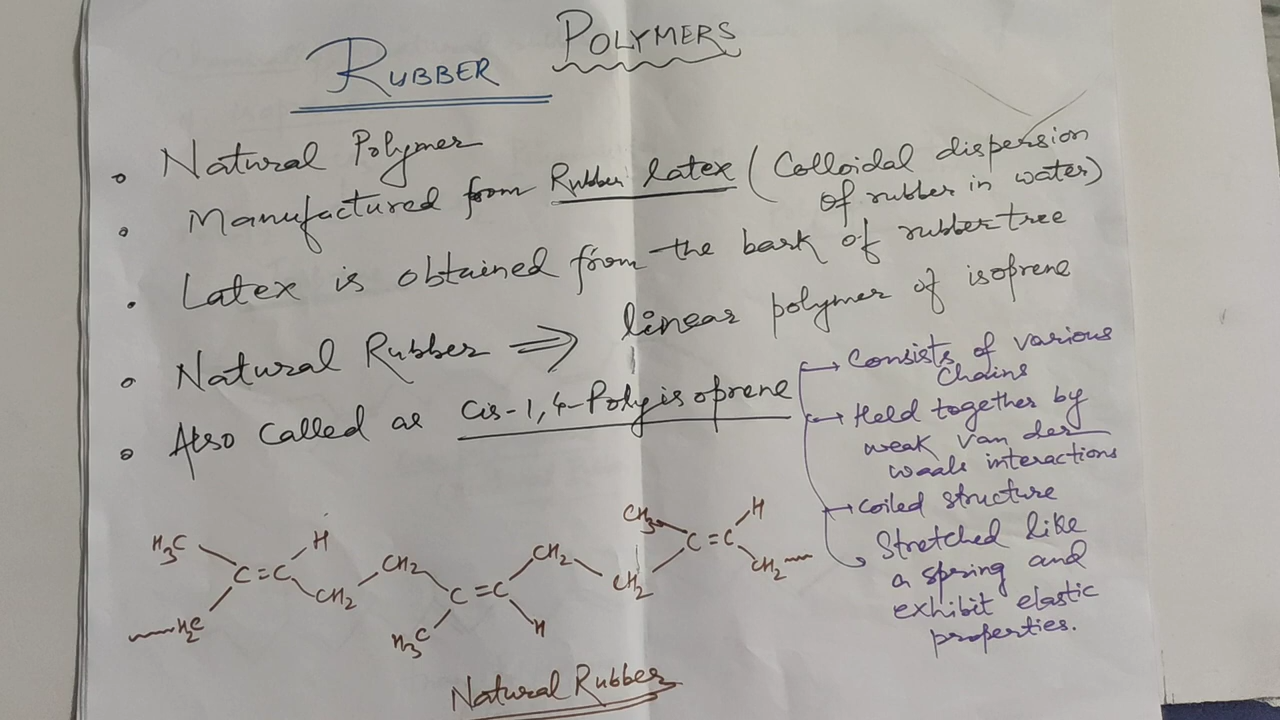 POLYMERS
RUBBER
Natural Polymer
Manufactured from Rubber latex (Colloidal dispersion
of rubber in water)
Latex is obtained from the bark of rubber tree
Natural Rubber ⇒ linear polymer of isoprene
Also called as Cis-1,4-Polyisoprene
→ Consists of various
chains
→ Held together by
weak van der
waals interactions
→ coiled structure
→ Stretched like
a spring and
exhibit elastic
properties.
H3C H CH2 CH2 CH3 H
C=C CH2 C=C CH2 C=C CH2
H2C H3C H
Natural Rubber